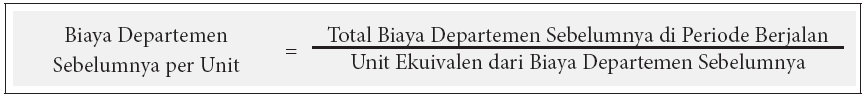 Biaya Departemen
Sebelumnya per Unit
=
Total Biaya Departemen Sebelumnya di Periode Berjalan
Unit Ekuivalen dari Biaya Departemen Sebelumnya